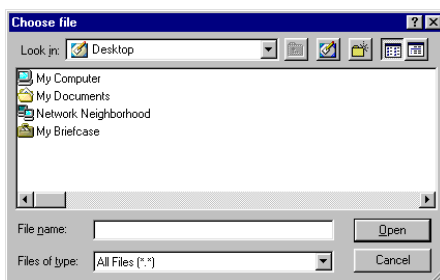 Choose file
Look in: Desktop
My Computer
My Documents
Network Neighborhood
My Briefcase
File name: Open
Files of type: All Files (*.*) Cancel